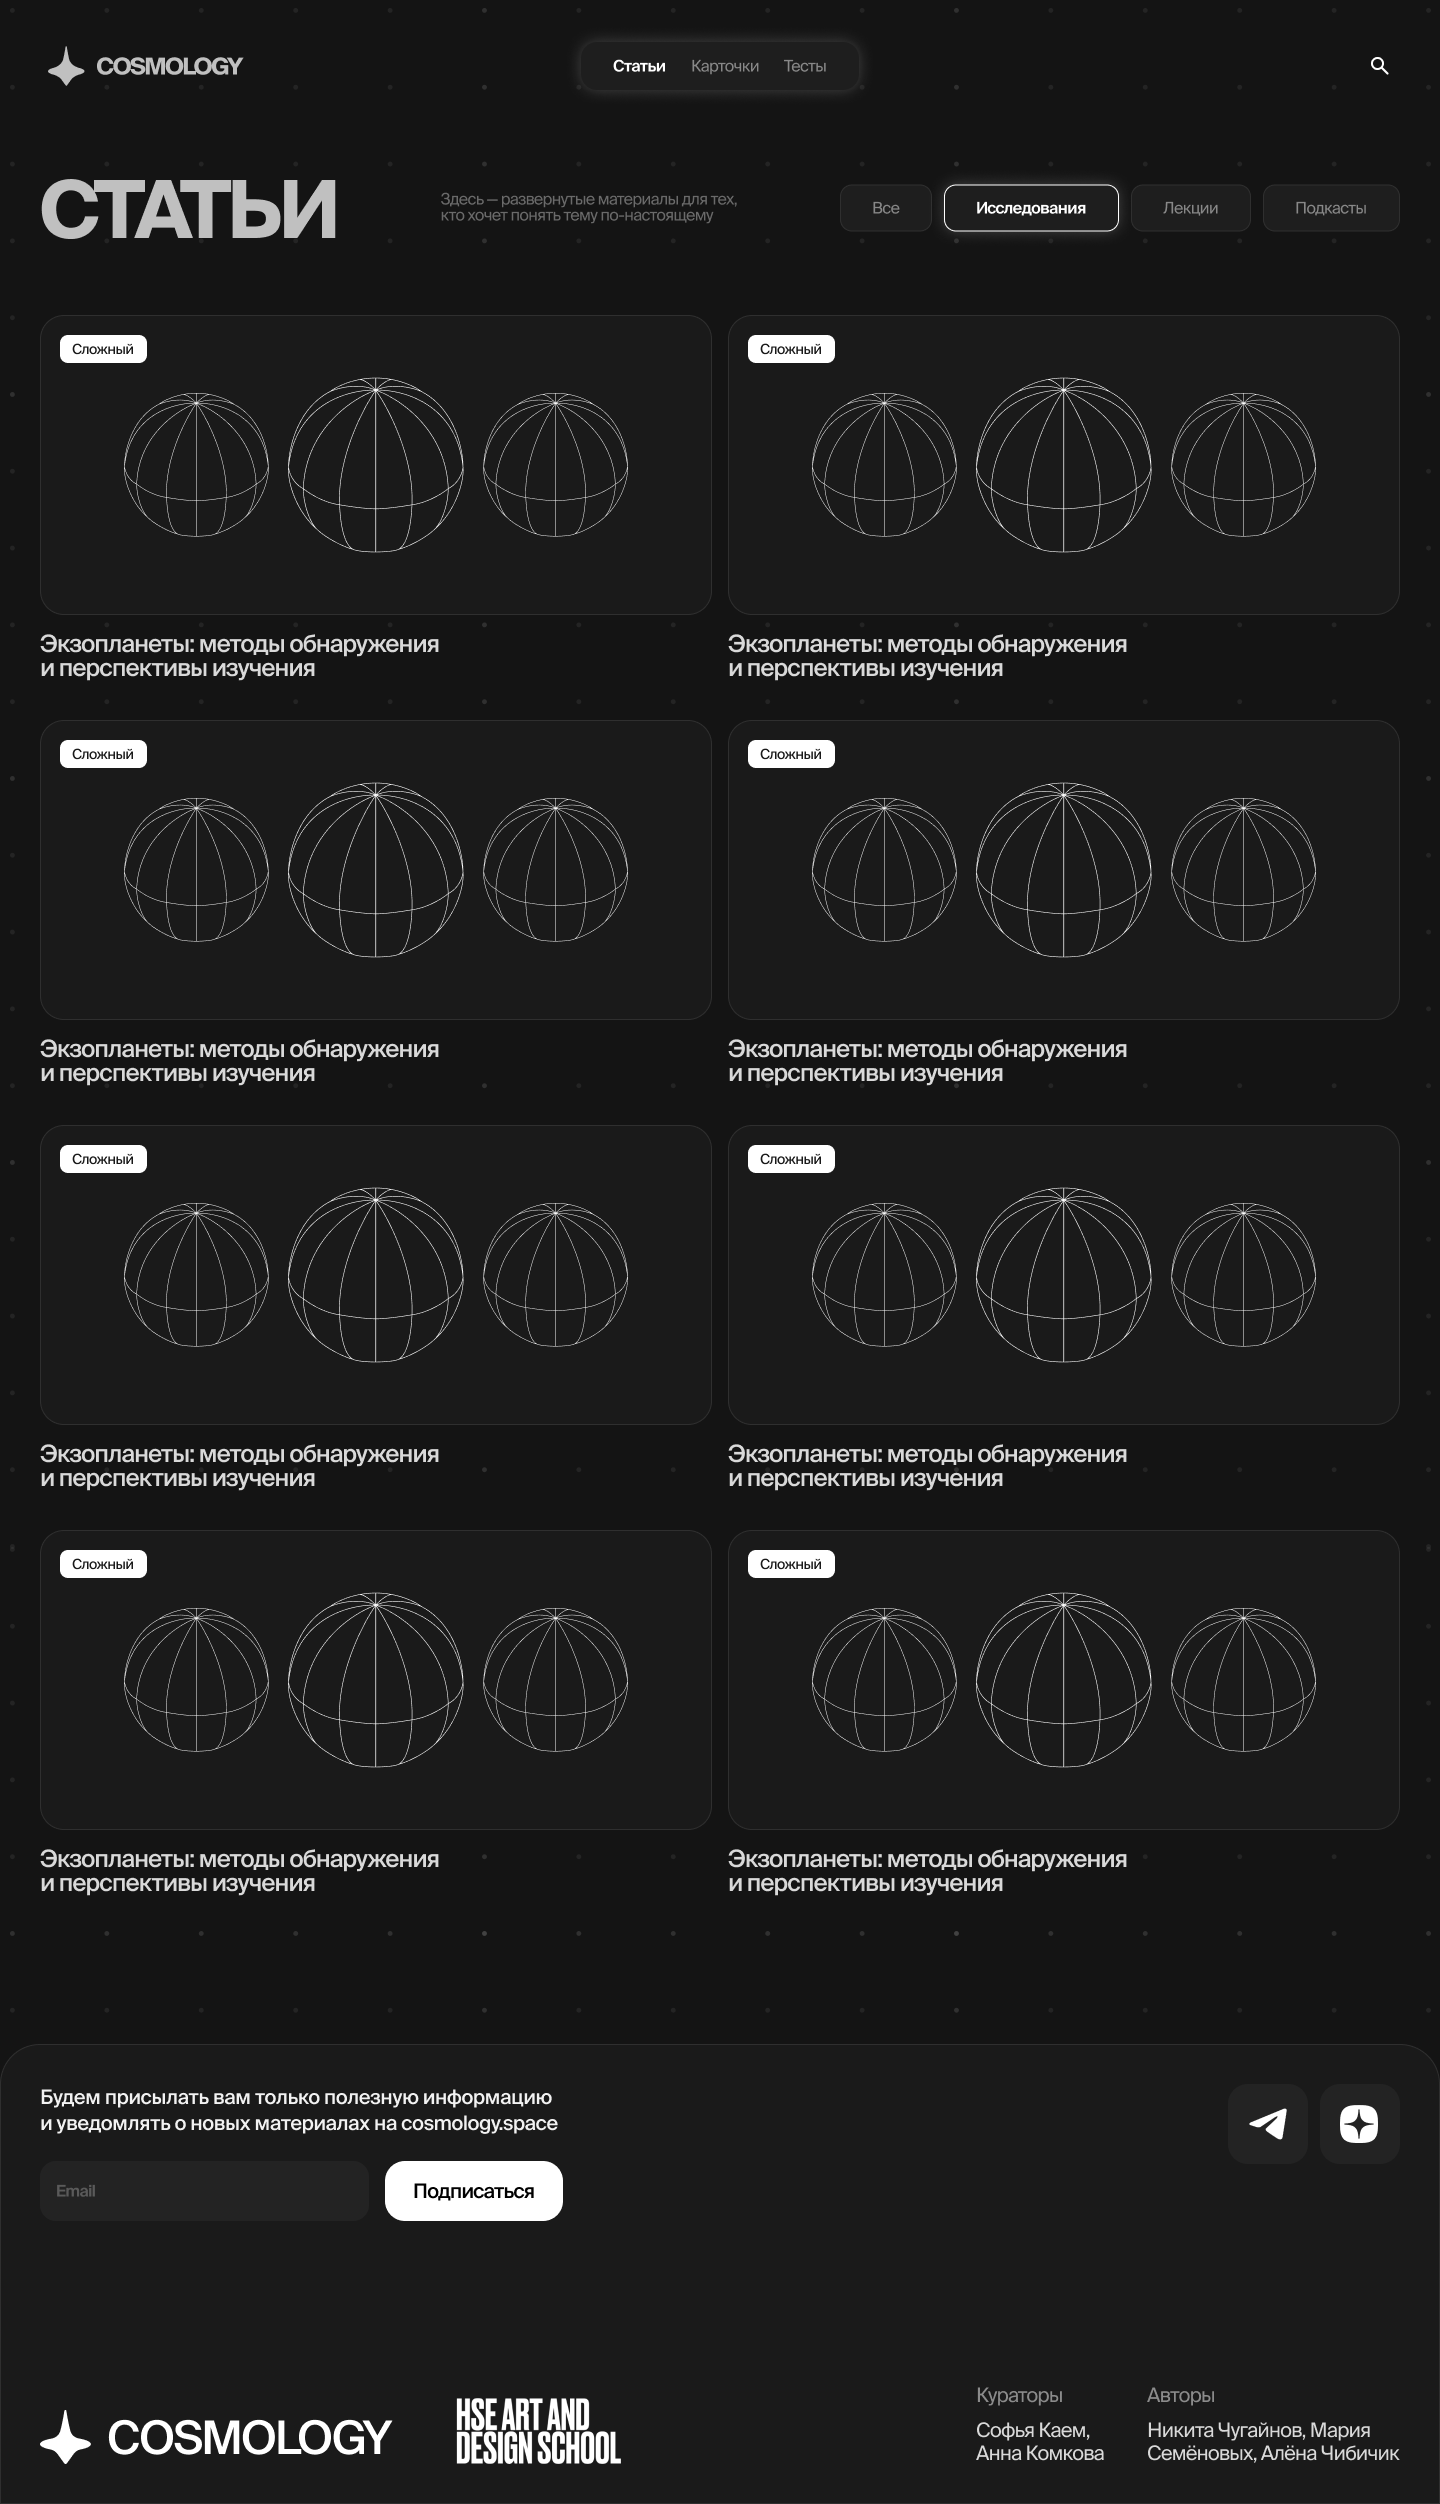 COSMOLOGY
Статьи
Карточки
Тесты
СТАТЬИ
Здесь — развернутые материалы для тех,
кто хочет понять тему по-настоящему
Все
Исследования
Лекции
Подкасты
Сложный
Экзопланеты: методы обнаружения
и перспективы изучения
Сложный
Экзопланеты: методы обнаружения
и перспективы изучения
Сложный
Экзопланеты: методы обнаружения
и перспективы изучения
Сложный
Экзопланеты: методы обнаружения
и перспективы изучения
Сложный
Экзопланеты: методы обнаружения
и перспективы изучения
Сложный
Экзопланеты: методы обнаружения
и перспективы изучения
Сложный
Экзопланеты: методы обнаружения
и перспективы изучения
Сложный
Экзопланеты: методы обнаружения
и перспективы изучения
Будем присылать вам только полезную информацию
и уведомлять о новых материалах на cosmology.space
Email
Подписаться
COSMOLOGY
HSE ART AND
DESIGN SCHOOL
Кураторы
Софья Каем,
Анна Комкова
Авторы
Никита Чугайнов, Мария
Семёновых, Алёна Чибичик